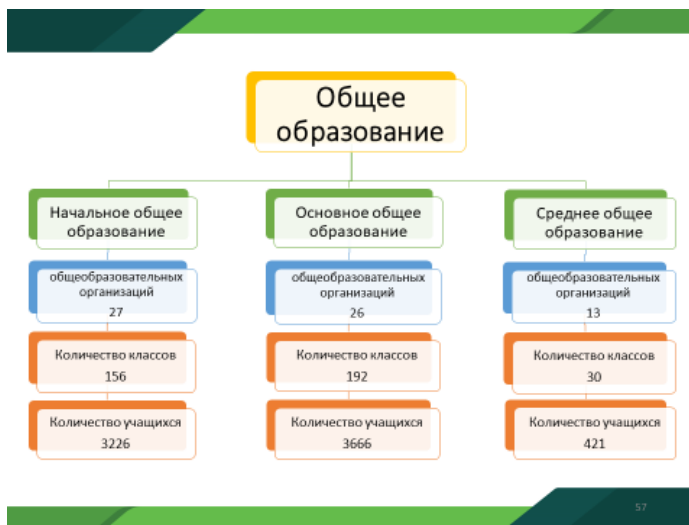 Общее
образование
Начальное общее
образование
общеобразовательных
организаций
27
Количество классов
156
Количество учащихся
3226
Основное общее
образование
общеобразовательных
организаций
26
Количество классов
192
Количество учащихся
3666
Среднее общее
образование
общеобразовательных
организаций
13
Количество классов
30
Количество учащихся
421
57